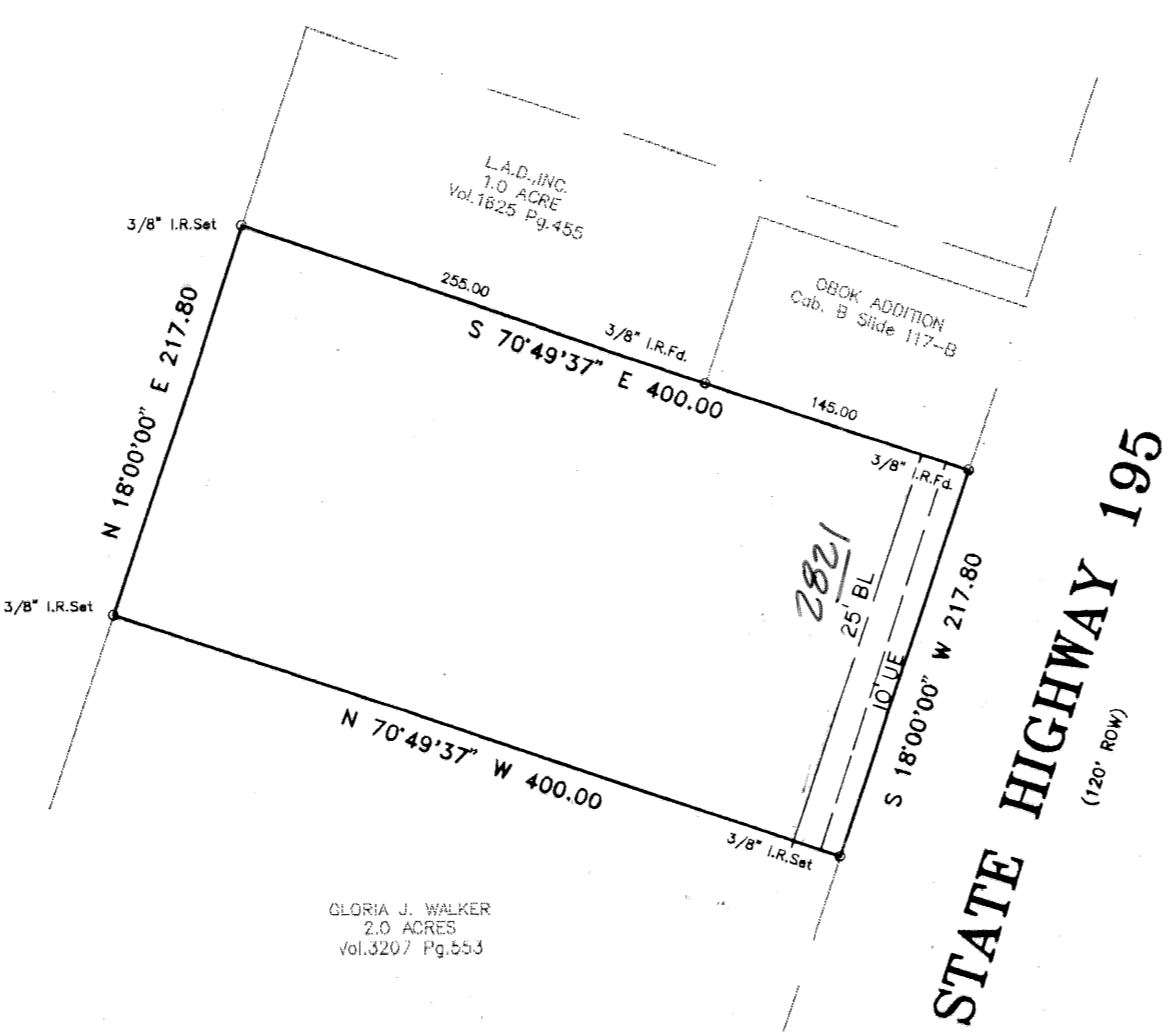 L.A.D.,INC.
1.0 ACRE
Vol.1825 Pg.455
3/8" I.R.Set
OBOK ADDITION
Cab. B Slide 117-B
255.00
3/8" I.R.Fd.
S 70°49'37" E 400.00
145.00
3/8" I.R.Fd.
N 18°00'00" E 217.80
2821
25' BL
10' UE
S 18°00'00" W 217.80
STATE HIGHWAY 195
(120' ROW)
3/8" I.R.Set
N 70°49'37" W 400.00
3/8" I.R.Set
GLORIA J. WALKER
2.0 ACRES
Vol.3207 Pg.553